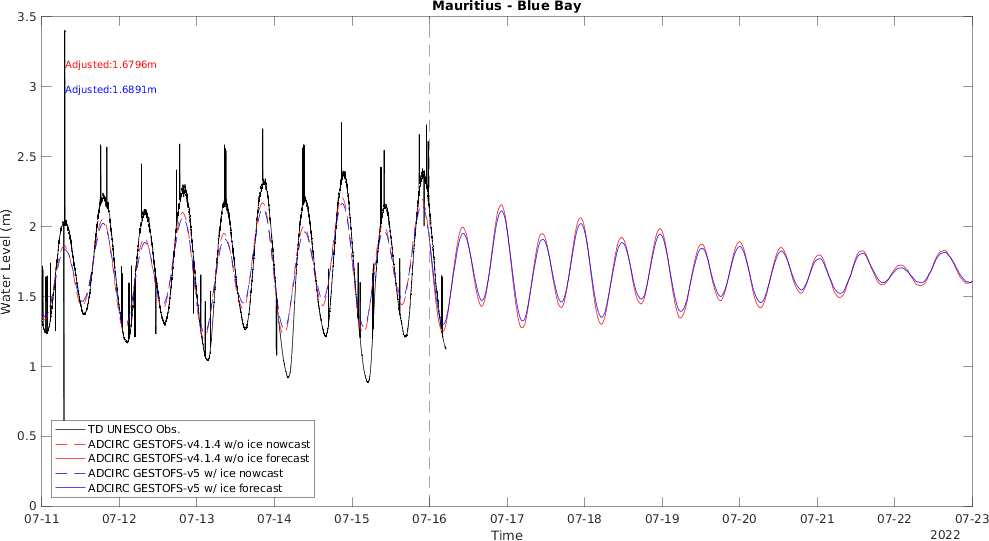 Mauritius - Blue Bay
3.5
3
2.5
2
1.5
1
0.5
0
Water Level (m)
Adjusted:1.6796m
Adjusted:1.6891m
TD UNESCO Obs.
ADCIRC GESTOFS-v4.1.4 w/o ice nowcast
ADCIRC GESTOFS-v4.1.4 w/o ice forecast
ADCIRC GESTOFS-v5 w/ ice nowcast
ADCIRC GESTOFS-v5 w/ ice forecast
07-11 07-12 07-13 07-14 07-15 07-16 07-17 07-18 07-19 07-20 07-21 07-22 07-23
Time
2022